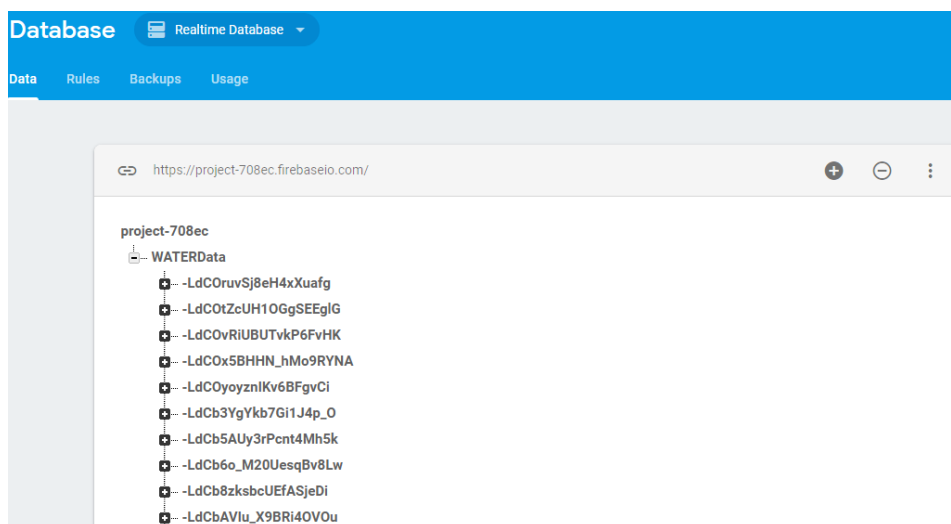 Database Realtime Database
Data Rules Backups Usage
https://project-708ec.firebaseio.com/
project-708ec
WATERData
-LdCOruvSj8eH4xXuafg
-LdCOtZcUH1OGgSEEglG
-LdCOvRiUBUTvkP6FvHK
-LdCOx5BHHN_hMo9RYNA
-LdCOyoyznIKv6BFgvCi
-LdCb3YgYkb7Gi1J4p_O
-LdCb5AUy3rPcnt4Mh5k
-LdCb6o_M20UesqBv8Lw
-LdCb8zksbcUEfASjeDi
-LdCbAVIu_X9BRi4OVOu